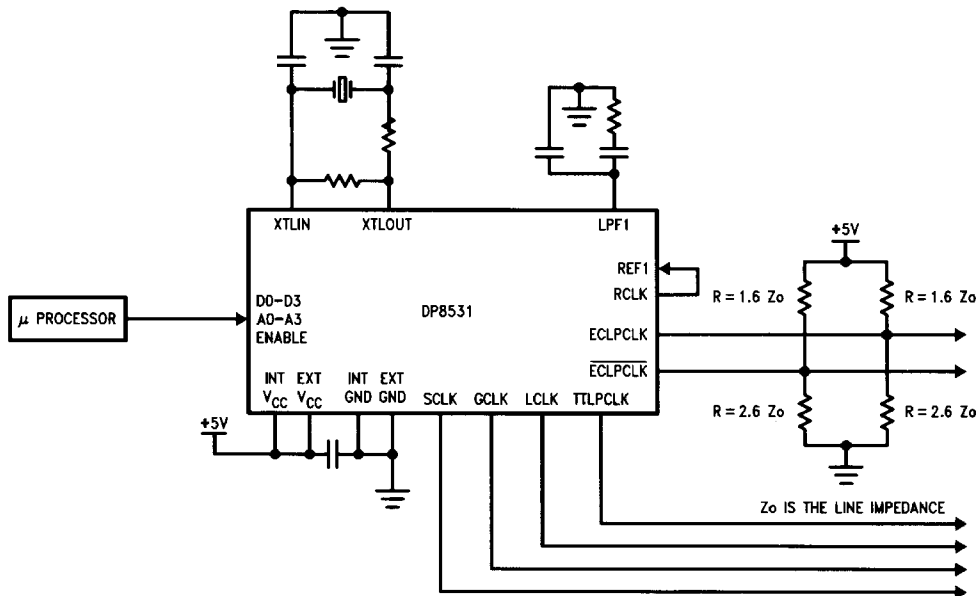 XTLIN XTLOUT LPF1
+5V
REF1
R = 1.6 Zo R = 1.6 Zo
RCLK
D0-D3
μ PROCESSOR A0-A3 DP8531
ENABLE
ECLPCLK
ECLPCLK
INT EXT INT EXT
VCC VCC GND GND
SCLK GCLK LCLK TTLPCLK
R = 2.6 Zo R = 2.6 Zo
+5V
Zo IS THE LINE IMPEDANCE